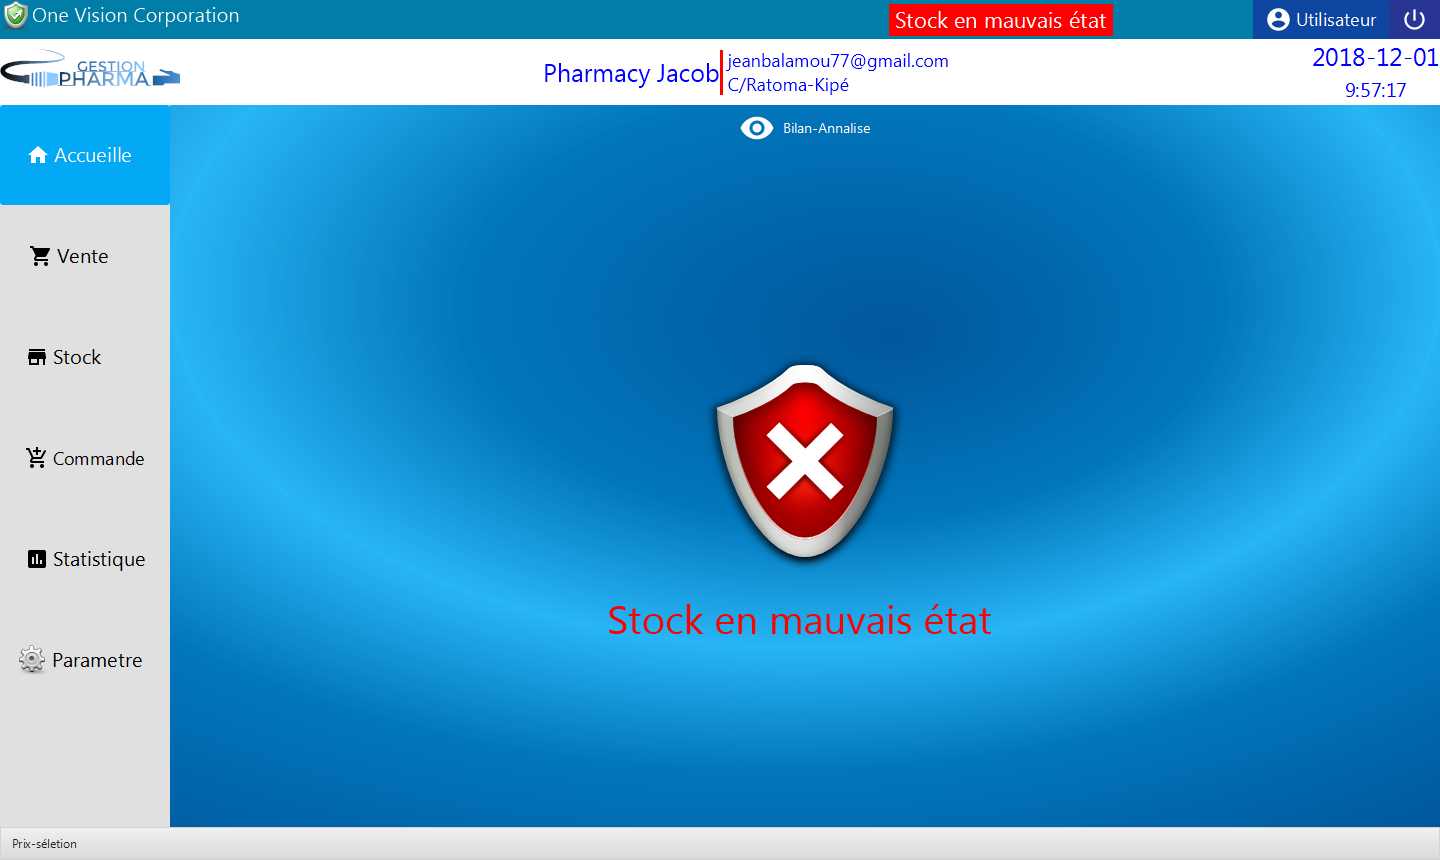 One Vision Corporation
Stock en mauvais état
Utilisateur
GESTION
PHARMA
Pharmacy Jacob
jeanbalamou77@gmail.com
C/Ratoma-Kipé
2018-12-01
9:57:17
Accueille
Bilan-Annalise
Vente
Stock
Commande
Statistique
Parametre
Stock en mauvais état
Prix-séletion